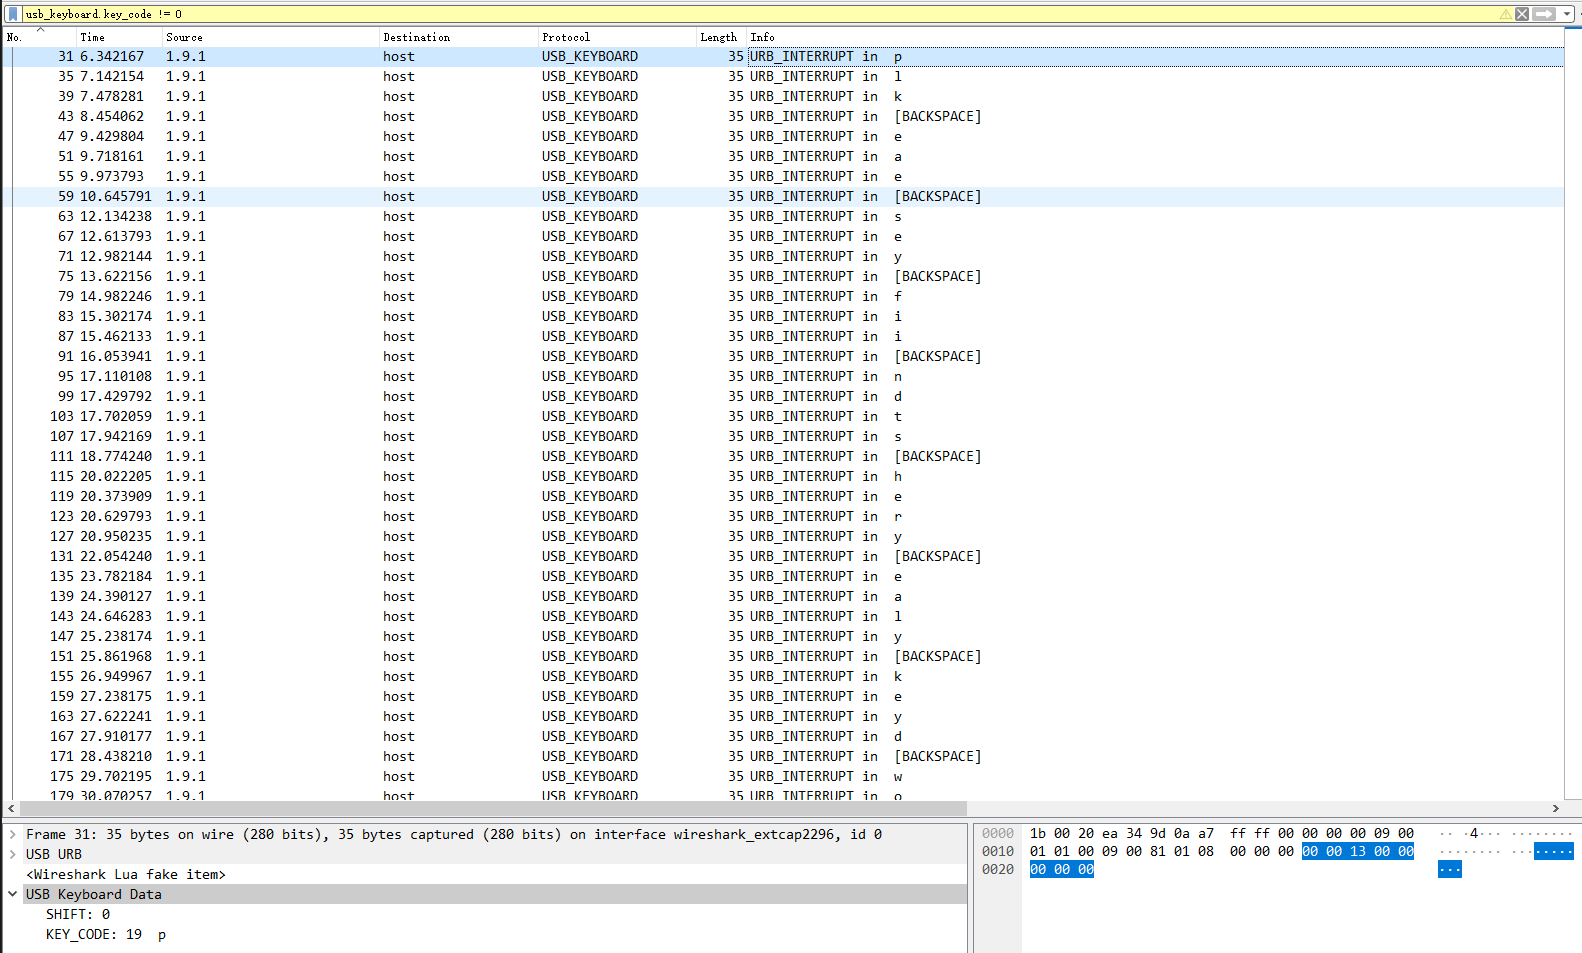 usb_keyboard.key_code != 0
No. Time Source Destination Protocol Length Info
31 6.342167 1.9.1 host USB_KEYBOARD 35 URB_INTERRUPT in p
35 7.142154 1.9.1 host USB_KEYBOARD 35 URB_INTERRUPT in l
39 7.478281 1.9.1 host USB_KEYBOARD 35 URB_INTERRUPT in k
43 8.454062 1.9.1 host USB_KEYBOARD 35 URB_INTERRUPT in [BACKSPACE]
47 9.429804 1.9.1 host USB_KEYBOARD 35 URB_INTERRUPT in e
51 9.718161 1.9.1 host USB_KEYBOARD 35 URB_INTERRUPT in a
55 9.973793 1.9.1 host USB_KEYBOARD 35 URB_INTERRUPT in e
59 10.645791 1.9.1 host USB_KEYBOARD 35 URB_INTERRUPT in [BACKSPACE]
63 12.134238 1.9.1 host USB_KEYBOARD 35 URB_INTERRUPT in s
67 12.613793 1.9.1 host USB_KEYBOARD 35 URB_INTERRUPT in e
71 12.982144 1.9.1 host USB_KEYBOARD 35 URB_INTERRUPT in y
75 13.622156 1.9.1 host USB_KEYBOARD 35 URB_INTERRUPT in [BACKSPACE]
79 14.982246 1.9.1 host USB_KEYBOARD 35 URB_INTERRUPT in f
83 15.302174 1.9.1 host USB_KEYBOARD 35 URB_INTERRUPT in i
87 15.462133 1.9.1 host USB_KEYBOARD 35 URB_INTERRUPT in i
91 16.053941 1.9.1 host USB_KEYBOARD 35 URB_INTERRUPT in [BACKSPACE]
95 17.110108 1.9.1 host USB_KEYBOARD 35 URB_INTERRUPT in n
99 17.429792 1.9.1 host USB_KEYBOARD 35 URB_INTERRUPT in d
103 17.702059 1.9.1 host USB_KEYBOARD 35 URB_INTERRUPT in t
107 17.942169 1.9.1 host USB_KEYBOARD 35 URB_INTERRUPT in s
111 18.774240 1.9.1 host USB_KEYBOARD 35 URB_INTERRUPT in [BACKSPACE]
115 20.022205 1.9.1 host USB_KEYBOARD 35 URB_INTERRUPT in h
119 20.373909 1.9.1 host USB_KEYBOARD 35 URB_INTERRUPT in e
123 20.629793 1.9.1 host USB_KEYBOARD 35 URB_INTERRUPT in r
127 20.950235 1.9.1 host USB_KEYBOARD 35 URB_INTERRUPT in y
131 22.054240 1.9.1 host USB_KEYBOARD 35 URB_INTERRUPT in [BACKSPACE]
135 23.782184 1.9.1 host USB_KEYBOARD 35 URB_INTERRUPT in e
139 24.390127 1.9.1 host USB_KEYBOARD 35 URB_INTERRUPT in a
143 24.646283 1.9.1 host USB_KEYBOARD 35 URB_INTERRUPT in l
147 25.238174 1.9.1 host USB_KEYBOARD 35 URB_INTERRUPT in y
151 25.861968 1.9.1 host USB_KEYBOARD 35 URB_INTERRUPT in [BACKSPACE]
155 26.949967 1.9.1 host USB_KEYBOARD 35 URB_INTERRUPT in k
159 27.238175 1.9.1 host USB_KEYBOARD 35 URB_INTERRUPT in e
163 27.622241 1.9.1 host USB_KEYBOARD 35 URB_INTERRUPT in y
167 27.910177 1.9.1 host USB_KEYBOARD 35 URB_INTERRUPT in d
171 28.438210 1.9.1 host USB_KEYBOARD 35 URB_INTERRUPT in [BACKSPACE]
175 29.702195 1.9.1 host USB_KEYBOARD 35 URB_INTERRUPT in w
179 30.070257 1.9.1 host USB_KEYBOARD 35 URB_INTERRUPT in o
Frame 31: 35 bytes on wire (280 bits), 35 bytes captured (280 bits) on interface wireshark_extcap2296, id 0
USB URB
<Wireshark Lua fake item>
USB Keyboard Data
SHIFT: 0
KEY_CODE: 19 p
0000 1b 00 20 ea 34 9d 0a a7 ff ff 00 00 00 00 09 00 ·· ·4··· ········
0010 01 01 00 09 00 81 01 08 00 00 00 00 00 13 00 00 ········ ········
0020 00 00 00 ···